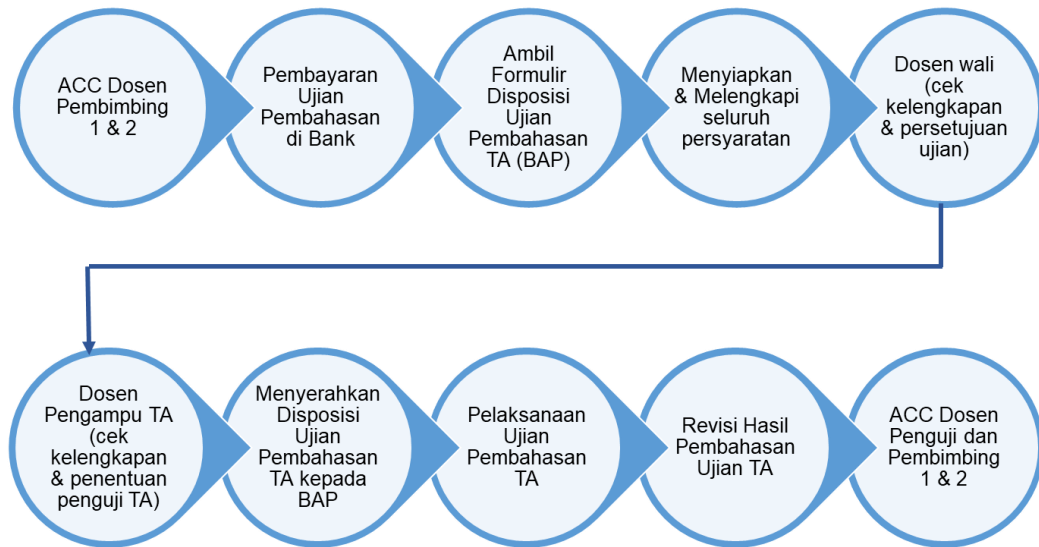 ACC Dosen
Pembimbing
1 & 2
Pembayaran
Ujian
Pembahasan
di Bank
Ambil
Formulir
Disposisi
Ujian
Pembahasan
TA (BAP)
Menyiapkan
& Melengkapi
seluruh
persyaratan
Dosen wali
(cek
kelengkapan
& persetujuan
ujian)
Dosen
Pengampu TA
(cek
kelengkapan
& penentuan
penguji TA)
Menyerahkan
Disposisi
Ujian
Pembahasan
TA kepada
BAP
Pelaksanaan
Ujian
Pembahasan
TA
Revisi Hasil
Pembahasan
Ujian TA
ACC Dosen
Penguji dan
Pembimbing
1 & 2